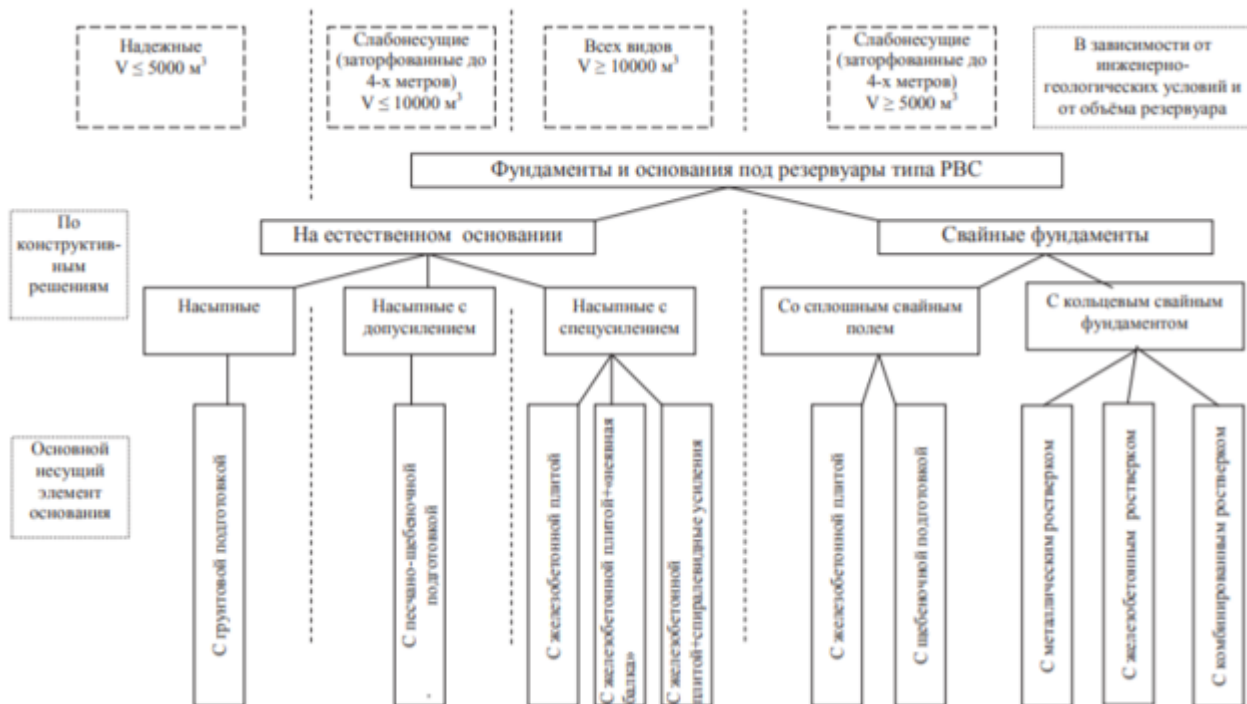 Надежные
V ≤ 5000 м³
Слабонесущие
(заторфованные до
4-х метров)
V ≤ 10000 м³
Всех видов
V ≥ 10000 м³
Слабонесущие
(заторфованные до
4-х метров)
V ≥ 5000 м³
В зависимости от
инженерно-
геологических условий и
от объёма резервуара
Фундаменты и основания под резервуары типа РВС
По
конструктив-
ным
решениям
На естественном основании
Свайные фундаменты
Насыпные
Насыпные с
допусилением
Насыпные с
спецусилением
Со сплошным свайным
полем
С кольцевым свайным
фундаментом
Основной
несущий
элемент
основания
С грунтовой подготовкой
С песчано-щебеночной
подготовкой
С железобетонной плитой
С железобетонной плитой+«неявная
балка»
С железобетонной
плитой+спиралевидные усиления
С железобетонной плитой
С щебеночной подготовкой
С металлическим ростверком
С железобетонным ростверком
С комбинированным ростверком